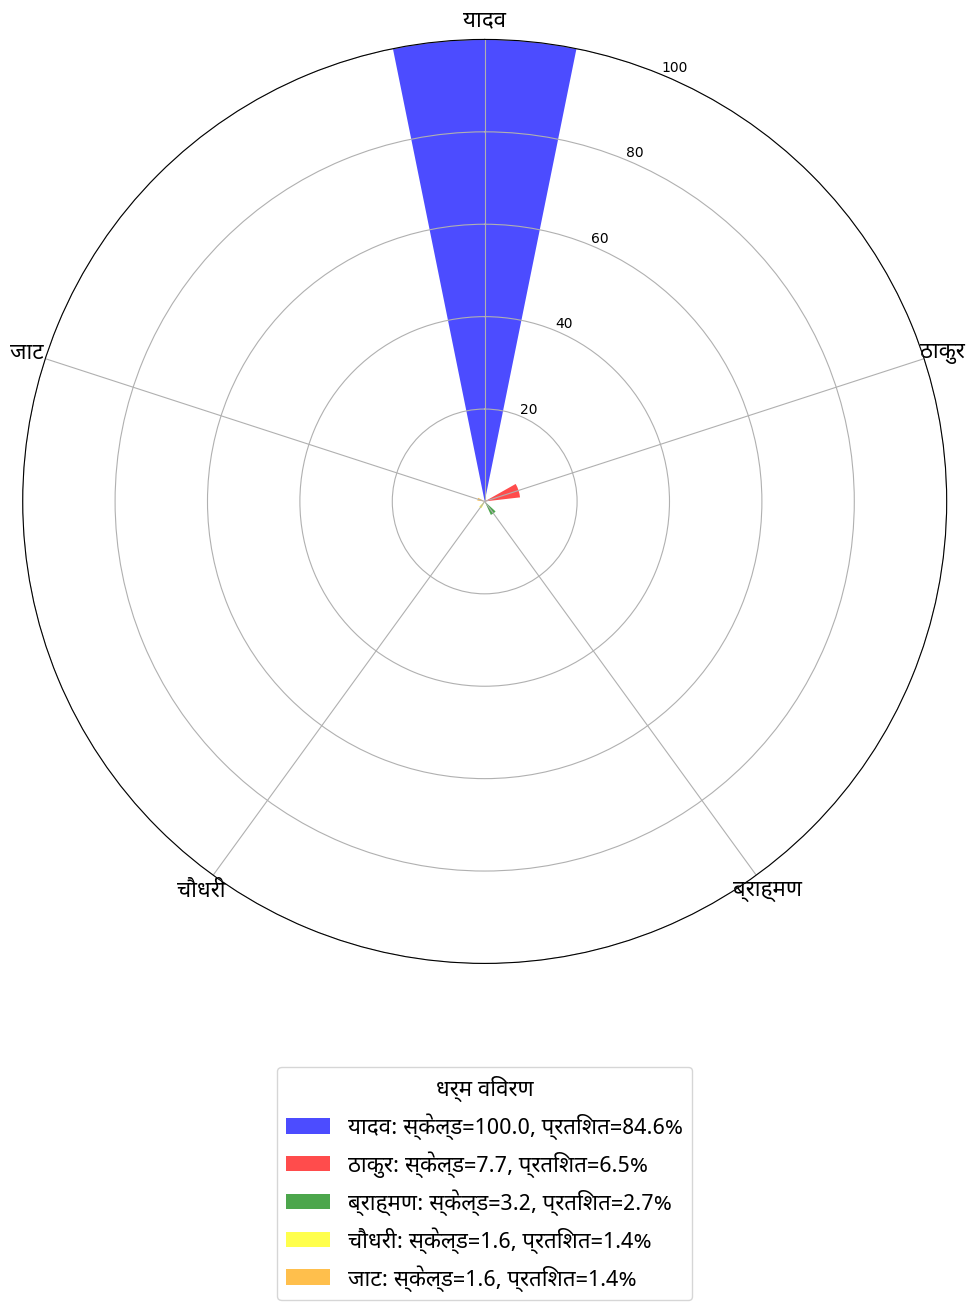 यादव
100
80
60
40
20
जाट
ठाकुर
चौधरी
ब्राह्मण
धर्म विवरण
यादव: स्केल्ड=100.0, प्रतिशत=84.6%
ठाकुर: स्केल्ड=7.7, प्रतिशत=6.5%
ब्राह्मण: स्केल्ड=3.2, प्रतिशत=2.7%
चौधरी: स्केल्ड=1.6, प्रतिशत=1.4%
जाट: स्केल्ड=1.6, प्रतिशत=1.4%